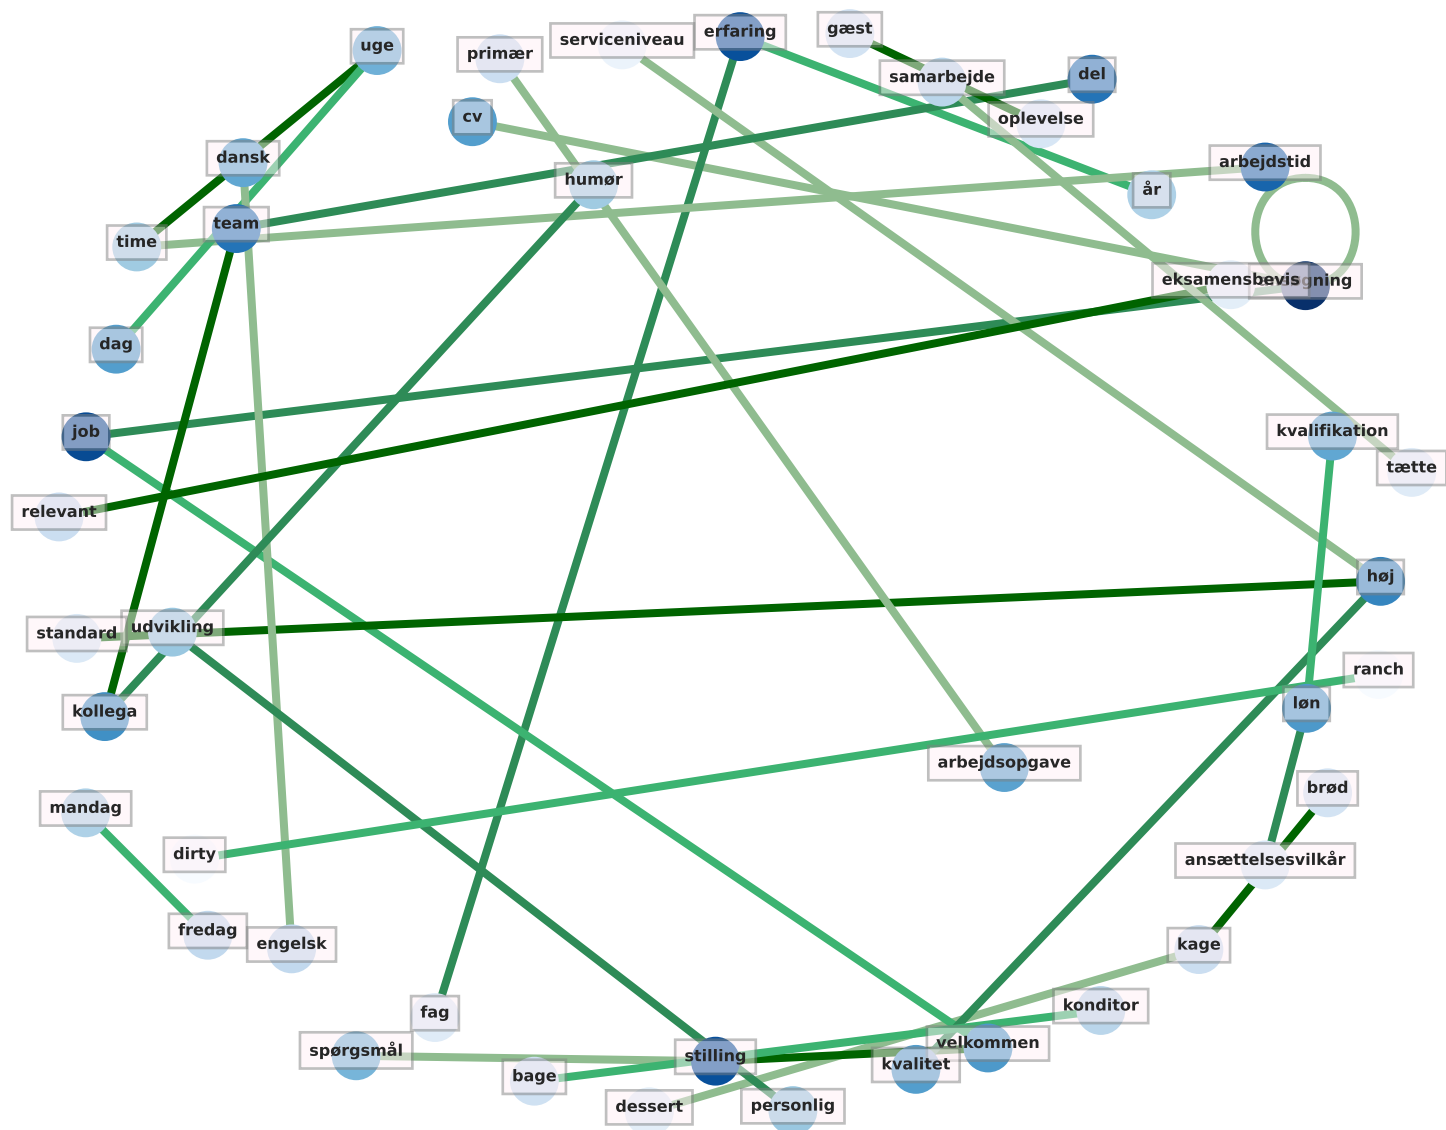 uge
primær
serviceniveau
erfaring
gæst
samarbejde
del
cv
oplevelse
dansk
humør
arbejdstid
år
time
team
eksamensbevis
dag
job
kvalifikation
tætte
relevant
høj
standard
udvikling
ranch
kollega
løn
arbejdsopgave
brød
mandag
dirty
ansættelsesvilkår
fredag
engelsk
kage
fag
konditor
spørgsmål
stilling
velkommen
kvalitet
bage
dessert
personlig